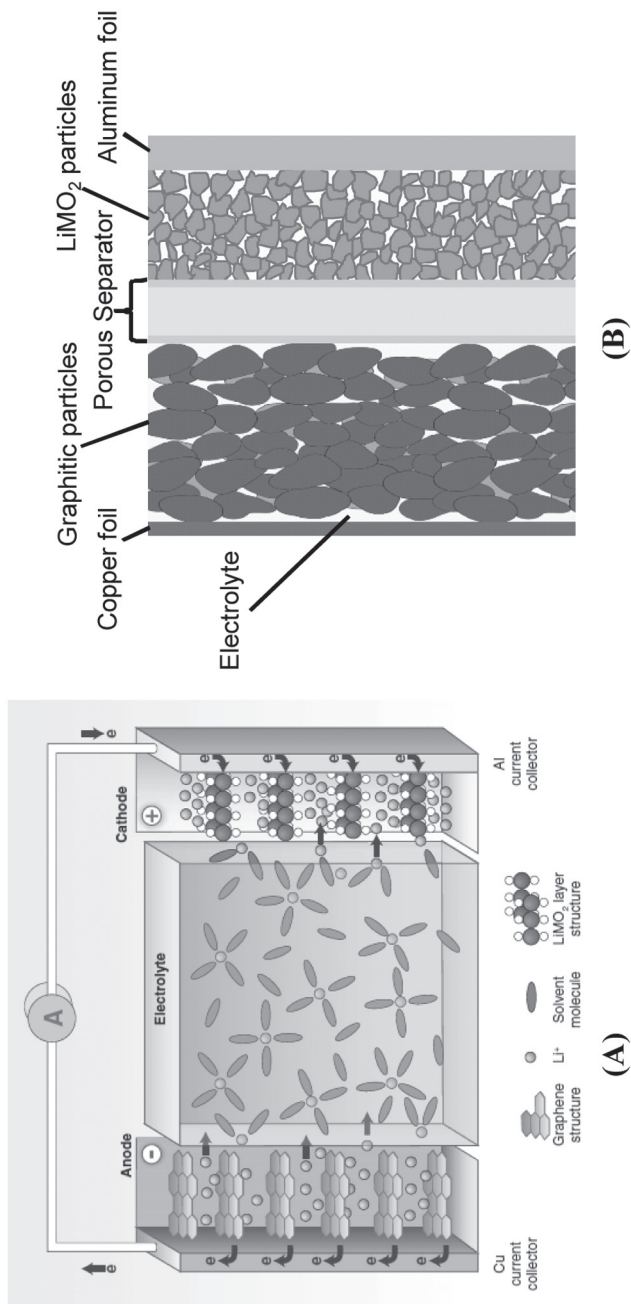 A
e
e
Anode
Cathode
-
+
Electrolyte
e
e
e
e
e
e
e
e
e
Cu
current
collector
Al
current
collector
Graphene
structure
Li⁺
Solvent
molecule
LiMO₂ layer
structure
(A)
Copper foil
Graphitic particles
Porous Separator
LiMO₂ particles
Aluminum foil
Electrolyte
(B)